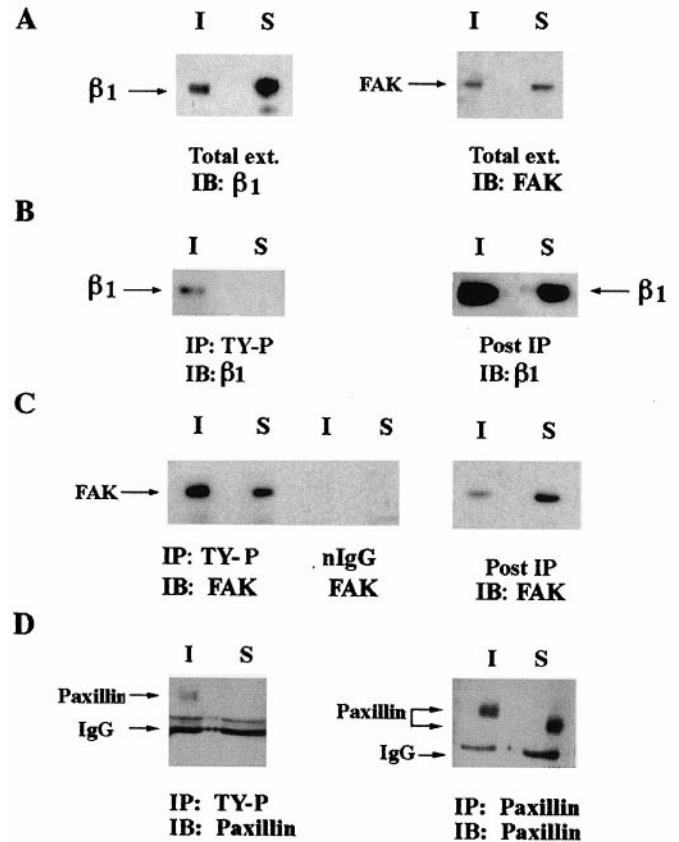 A
I S
I S
β1
FAK
Total ext.
IB: β1
Total ext.
IB: FAK
B
I S
I S
β1
β1
IP: TY-P
IB: β1
Post IP
IB: β1
C
I S I S
I S
FAK
IP: TY-P nIgG
IB: FAK FAK
Post IP
IB: FAK
D
I S
I S
Paxillin
IgG
Paxillin
IgG
IP: TY-P
IB: Paxillin
IP: Paxillin
IB: Paxillin